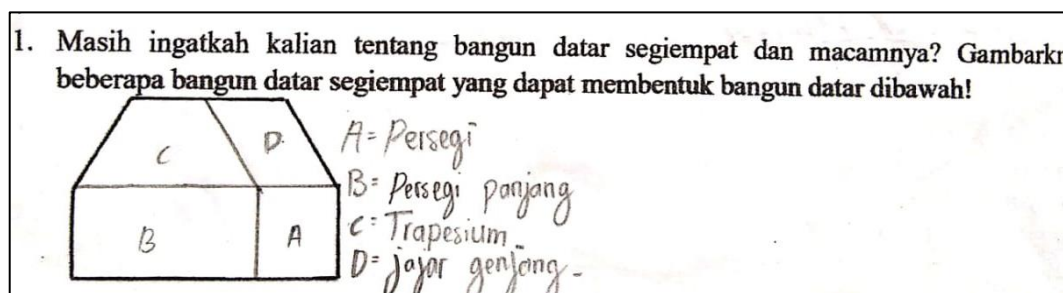 1. Masih ingatkah kalian tentang bangun datar segiempat dan macamnya? Gambarkn
beberapa bangun datar segiempat yang dapat membentuk bangun datar dibawah!
C
D.
B
A
A = Persegi
B = Persegi panjang
C = Trapesium
D = jajar genjang -